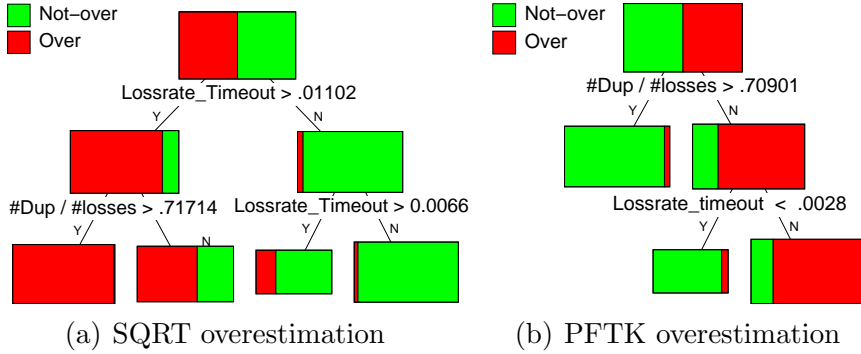 Not-over
Over
Lossrate_Timeout > .01102
Y
N
#Dup / #losses > .71714
Lossrate_Timeout > 0.0066
Y
N
Y
N
(a) SQRT overestimation
Not-over
Over
#Dup / #losses > .70901
Y
N
Lossrate_timeout < .0028
Y
N
(b) PFTK overestimation